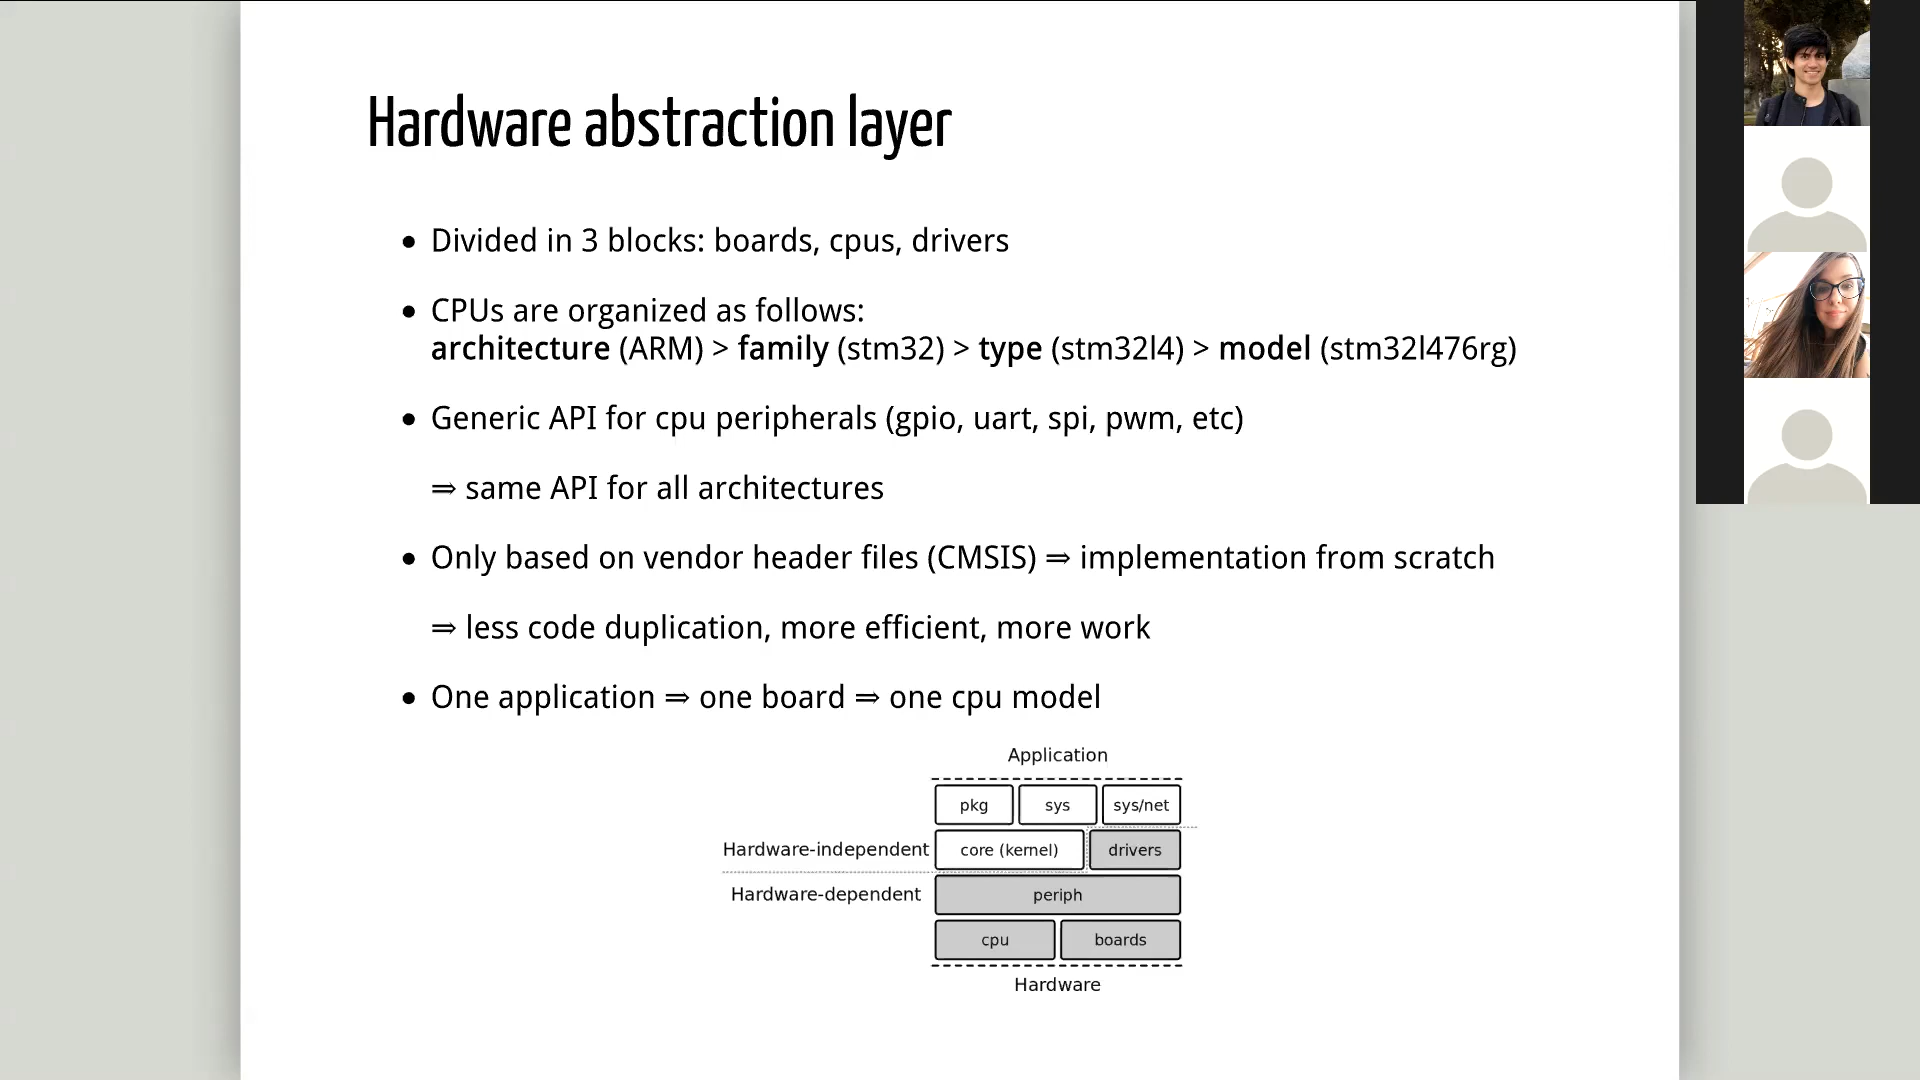 Hardware abstraction layer
• Divided in 3 blocks: boards, cpus, drivers
• CPUs are organized as follows:
architecture (ARM) > family (stm32) > type (stm32l4) > model (stm32l476rg)
• Generic API for cpu peripherals (gpio, uart, spi, pwm, etc)
⇒ same API for all architectures
• Only based on vendor header files (CMSIS) ⇒ implementation from scratch
⇒ less code duplication, more efficient, more work
• One application ⇒ one board ⇒ one cpu model
Application
pkg sys sys/net
Hardware-independent core (kernel) drivers
Hardware-dependent periph
cpu boards
Hardware